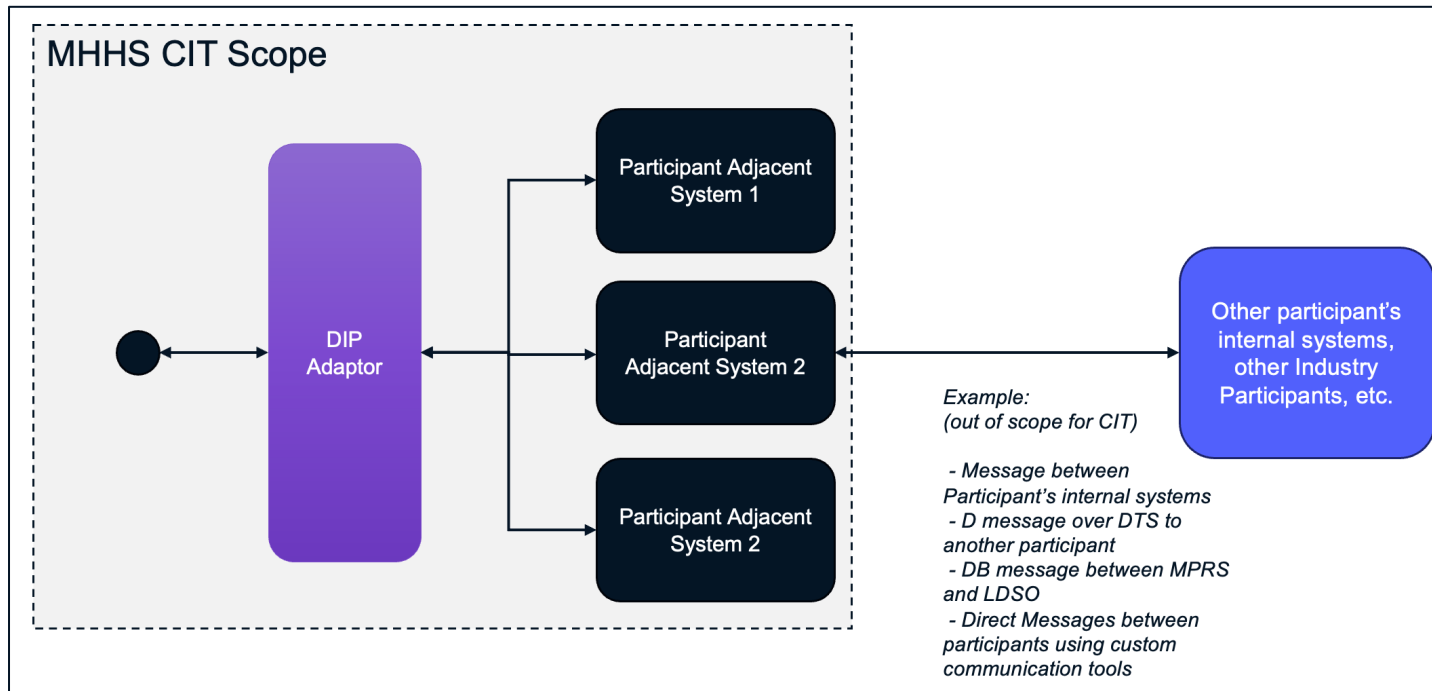 MHHS CIT Scope
DIP
Adaptor
Participant Adjacent
System 1
Participant
Adjacent System 2
Participant Adjacent
System 2
Other participant's
internal systems,
other Industry
Participants, etc.
Example:
(out of scope for CIT)
- Message between
Participant's internal systems
- D message over DTS to
another participant
- DB message between MPRS
and LDSO
- Direct Messages between
participants using custom
communication tools